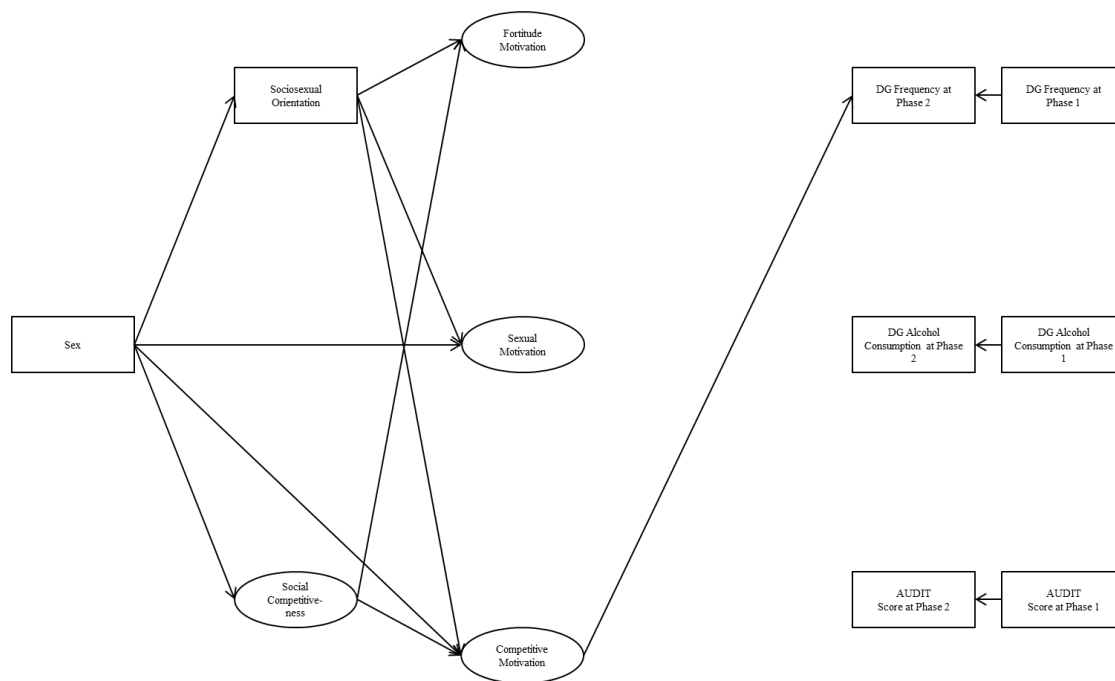 Fortitude
Motivation
Sociosexual
Orientation
DG Frequency at
Phase 2
DG Frequency at
Phase 1
Sex
Sexual
Motivation
DG Alcohol
Consumption at Phase
2
DG Alcohol
Consumption at Phase
1
Social
Competitive-
ness
AUDIT
Score at Phase 2
AUDIT
Score at Phase 1
Competitive
Motivation